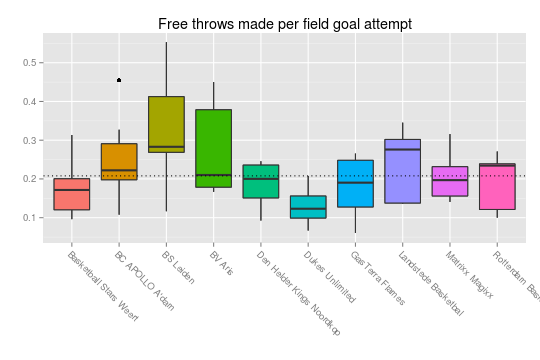 Free throws made per field goal attempt
0.5
0.4
0.3
0.2
0.1
Basketball Stars Weert
BC APOLLO A'dam
BS Leiden
BV Aris
Den Helder Kings Noordkop
Dukes Unlimited
GasTerra Flames
Landstede Basketbal
Matrixx Magixx
Rotterdam Bas